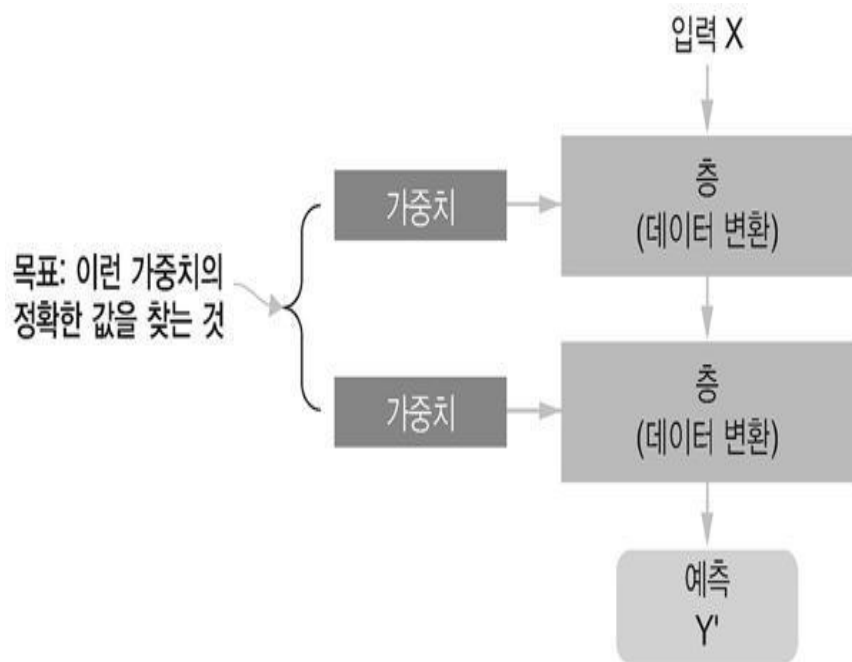 입력 X
가중치
층
(데이터 변환)
목표: 이런 가중치의
정확한 값을 찾는 것
가중치
층
(데이터 변환)
예측
Y'